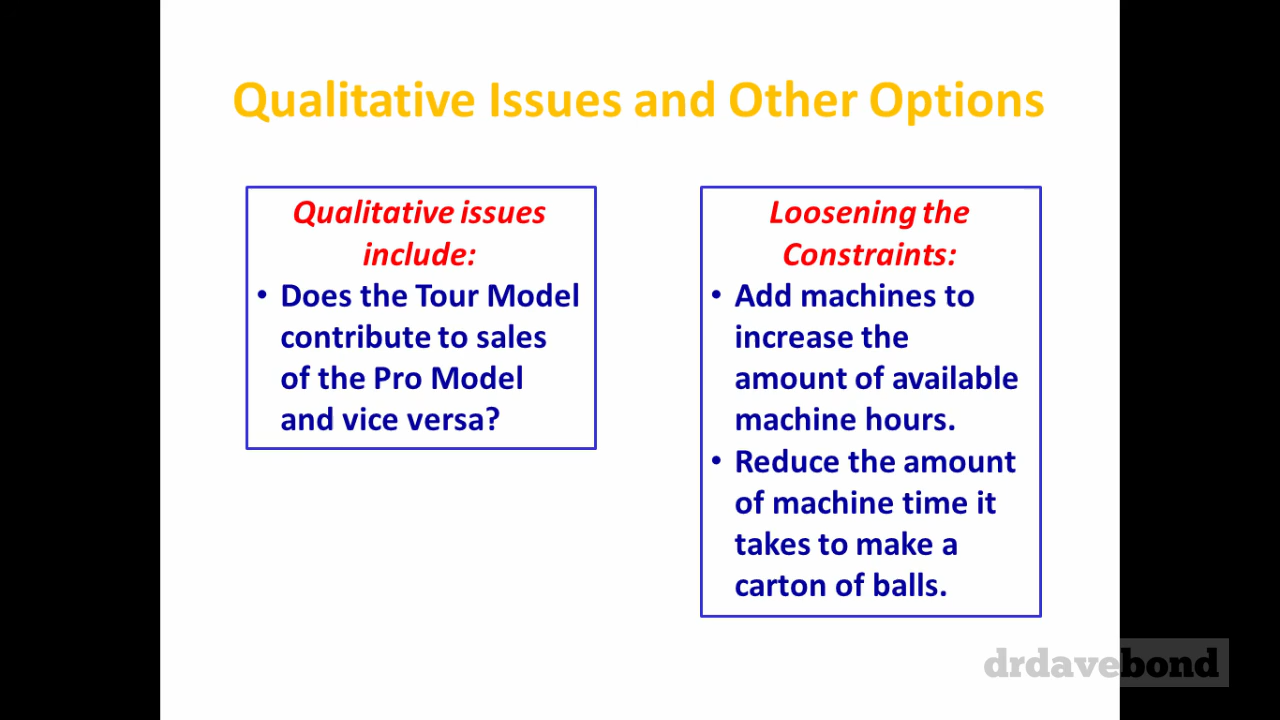 Qualitative Issues and Other Options
Qualitative issues
include:
• Does the Tour Model
contribute to sales
of the Pro Model
and vice versa?
Loosening the
Constraints:
• Add machines to
increase the
amount of available
machine hours.
• Reduce the amount
of machine time it
takes to make a
carton of balls.
drdavebond